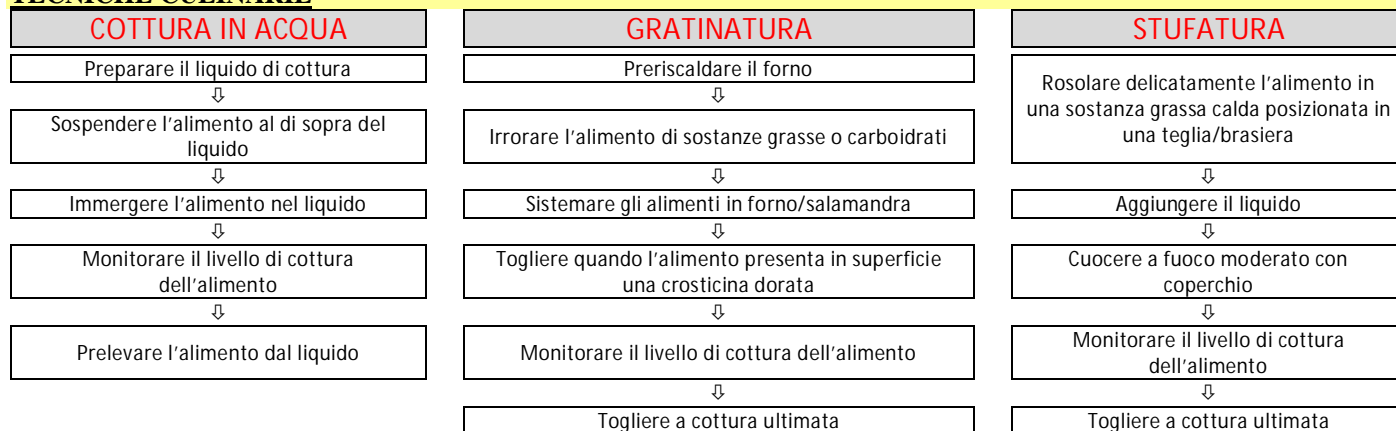 TECNICHE CULINARIE
COTTURA IN ACQUA
Preparare il liquido di cottura
⇩
Sospendere l'alimento al di sopra del
liquido
⇩
Immergere l'alimento nel liquido
⇩
Monitorare il livello di cottura
dell'alimento
⇩
Prelevare l'alimento dal liquido
GRATINATURA
Preriscaldare il forno
⇩
Irrorare l'alimento di sostanze grasse o carboidrati
⇩
Sistemare gli alimenti in forno/salamandra
⇩
Togliere quando l'alimento presenta in superficie
una crosticina dorata
⇩
Monitorare il livello di cottura dell'alimento
⇩
Togliere a cottura ultimata
STUFATURA
Rosolare delicatamente l'alimento in
una sostanza grassa calda posizionata in
una teglia/brasiera
⇩
Aggiungere il liquido
⇩
Cuocere a fuoco moderato con
coperchio
⇩
Monitorare il livello di cottura
dell'alimento
⇩
Togliere a cottura ultimata